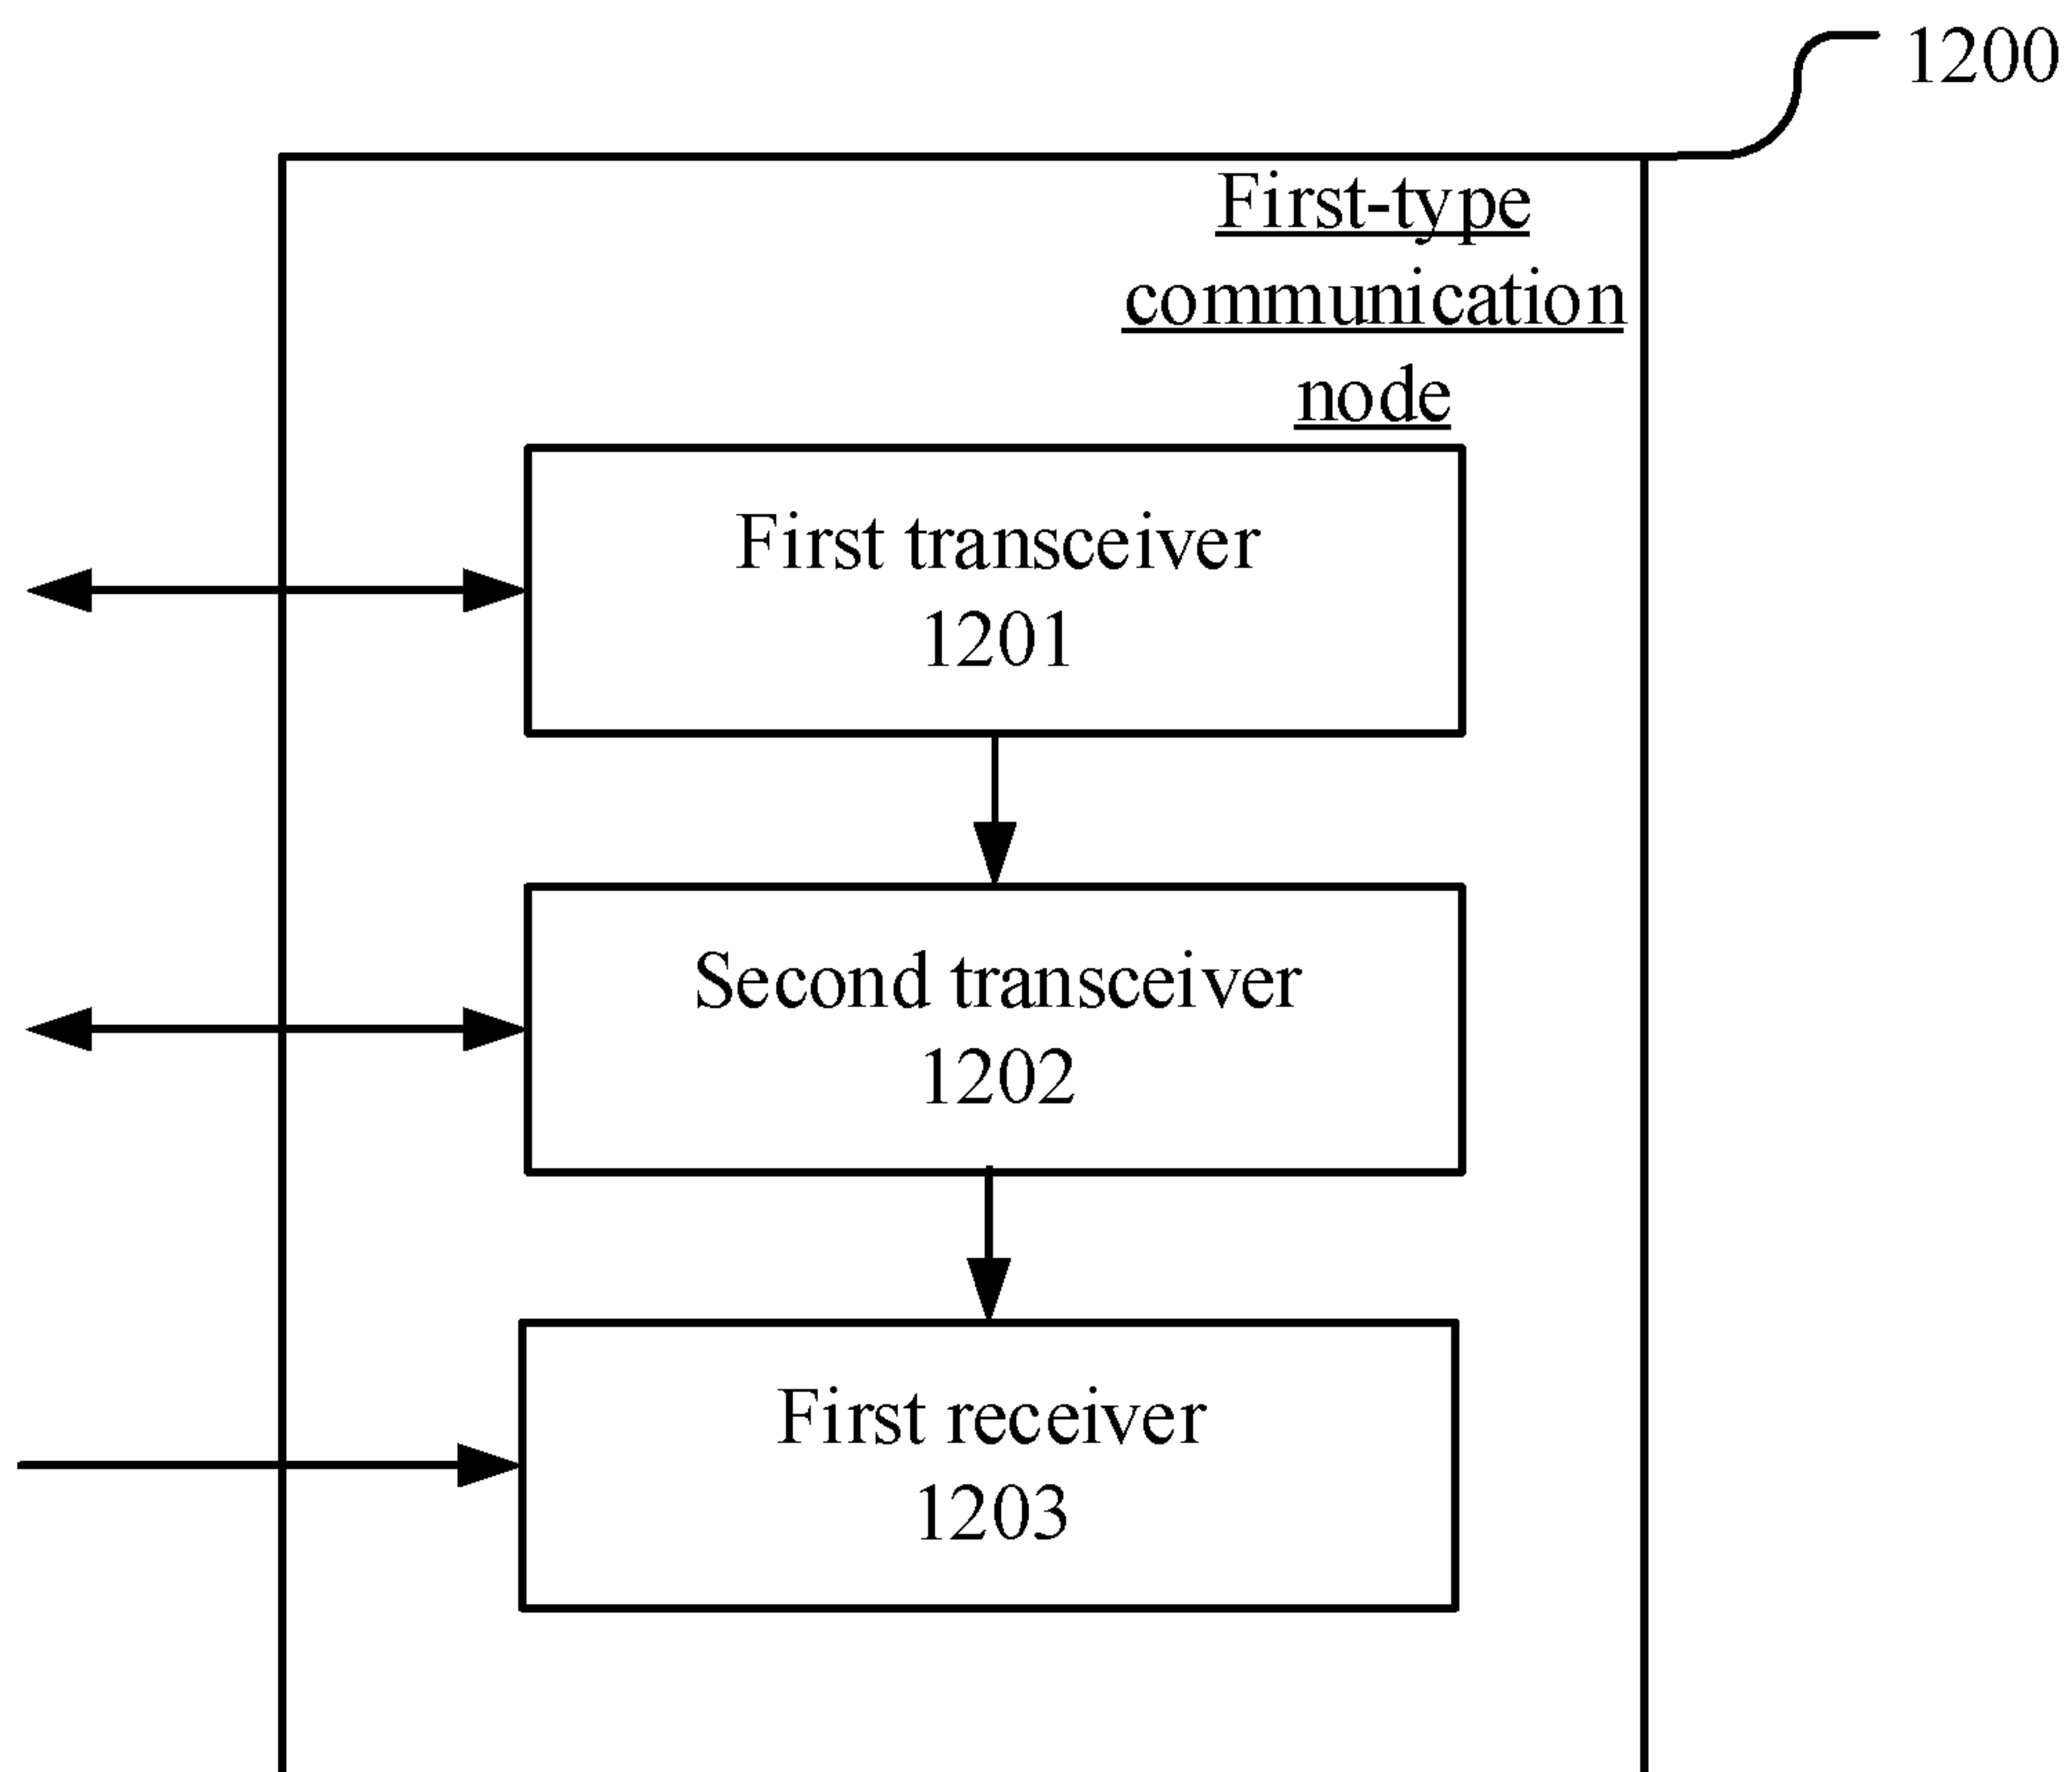 1200
First-type
communication
node
First transceiver
1201
Second transceiver
1202
First receiver
1203